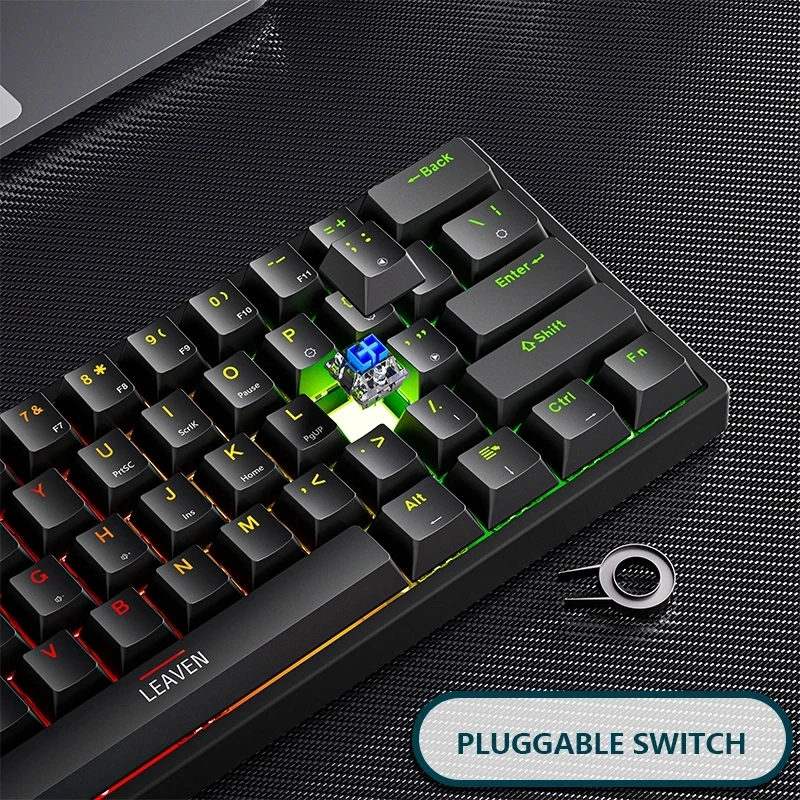 ←Back
= +
; :
\ |
- -
F11
0 )
F10
9 (
F9
8 *
F8
7 &
F7
Enter↵
P
O
Pause
I
ScrlK
U
PrtSC
Y
⇧Shift
' "
L
PgUP
K
Home
J
Ins
H
G
Fn
Ctrl
→
/ .
↓
. >
, <
M
N
B
V
Alt
←
LEAVEN
PLUGGABLE SWITCH